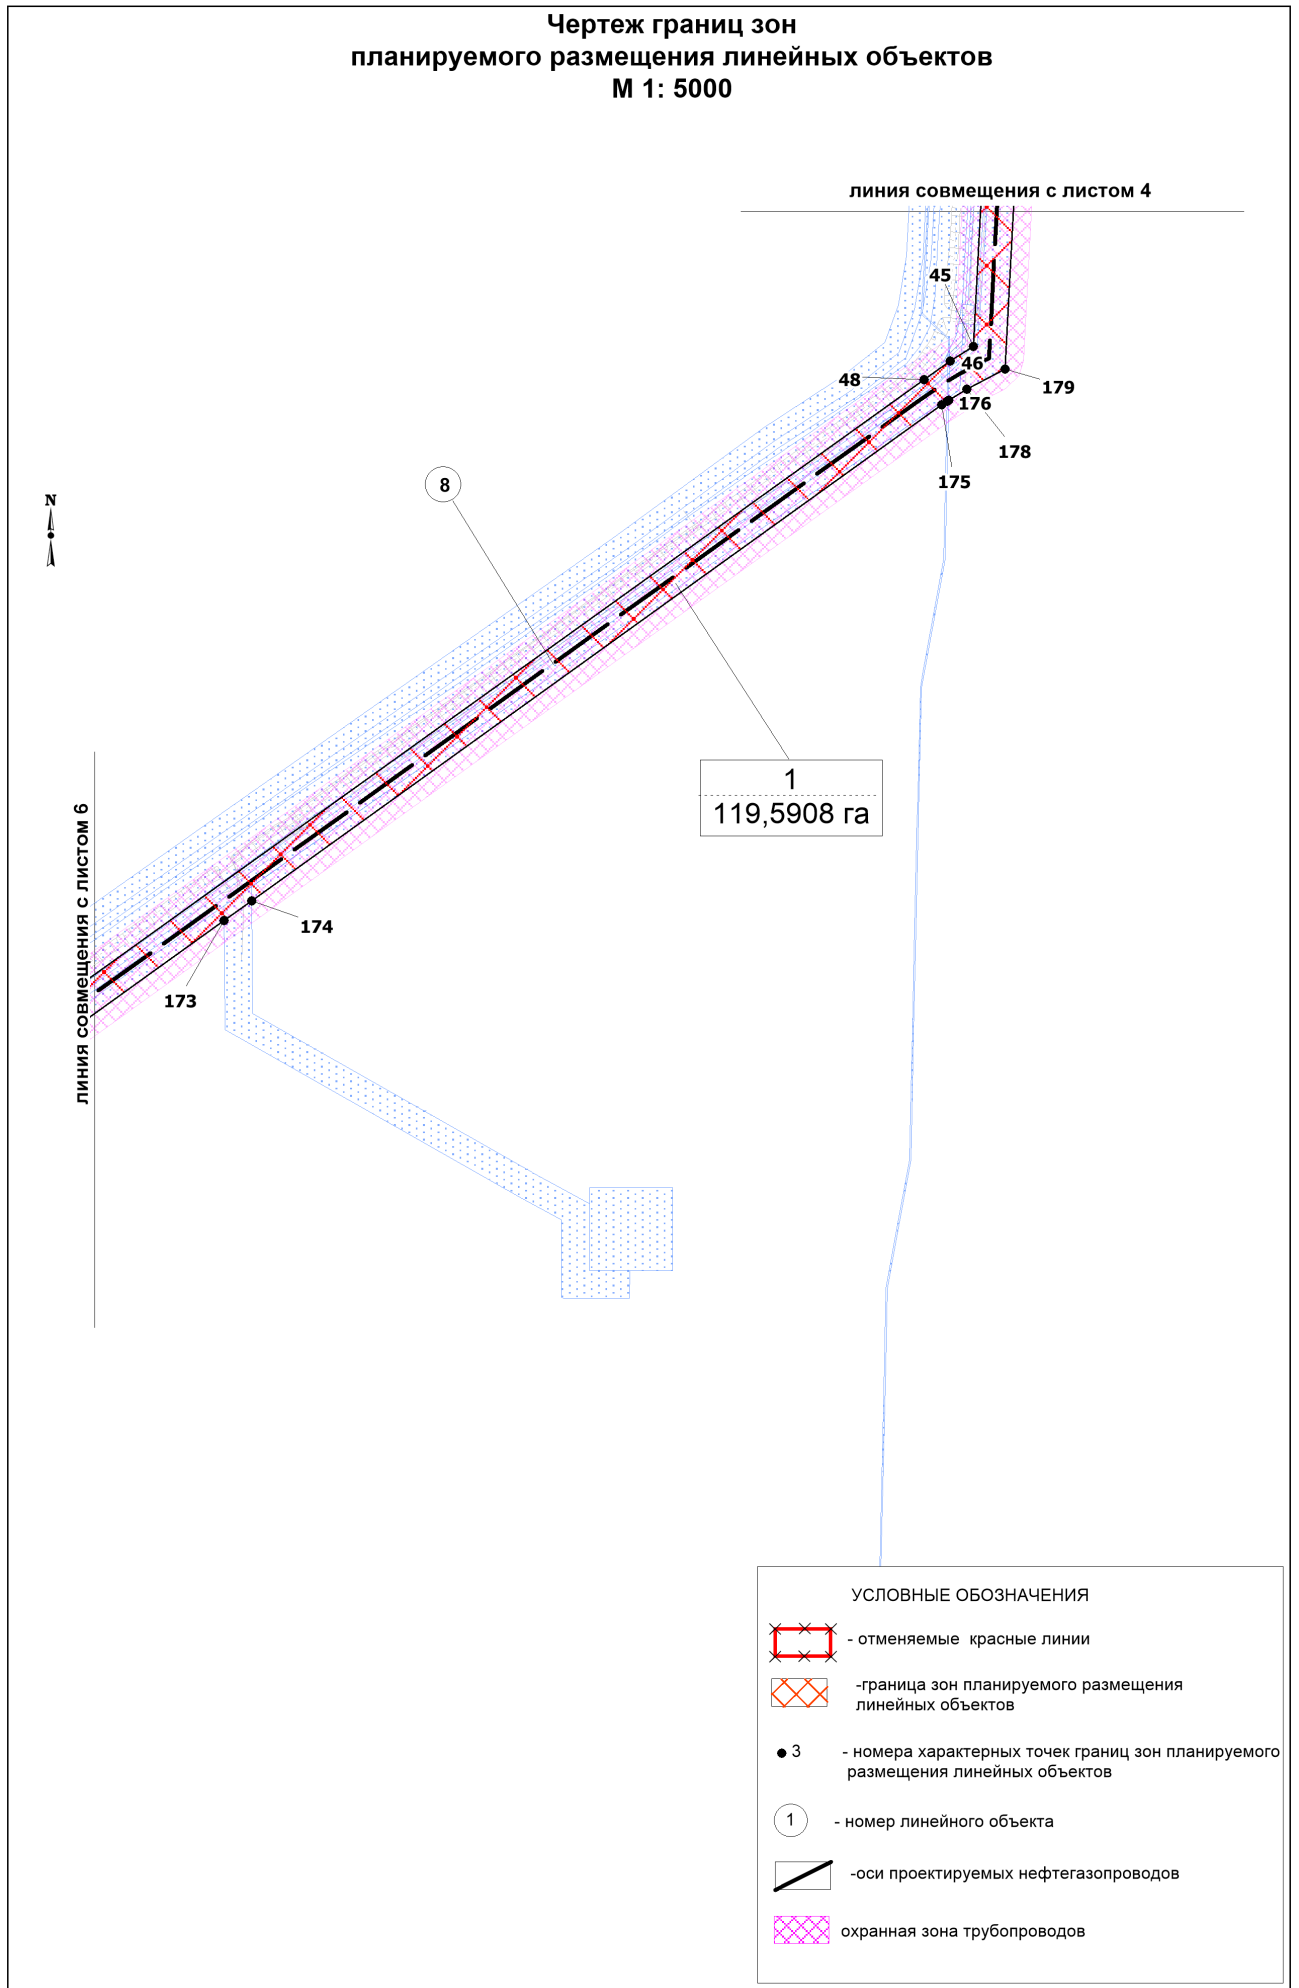 Чертеж границ зон
планируемого размещения линейных объектов
М 1: 5000
линия совмещения с листом 4
45
46
48
179
176
178
175
8
N
1
119,5908 га
линия совмещения с листом 6
174
173
УСЛОВНЫЕ ОБОЗНАЧЕНИЯ
- отменяемые красные линии
-граница зон планируемого размещения
линейных объектов
3 - номера характерных точек границ зон планируемого
размещения линейных объектов
1 - номер линейного объекта
-оси проектируемых нефтегазопроводов
охранная зона трубопроводов